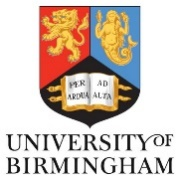 PER AD
ARDUA ALTA
UNIVERSITY OF
BIRMINGHAM